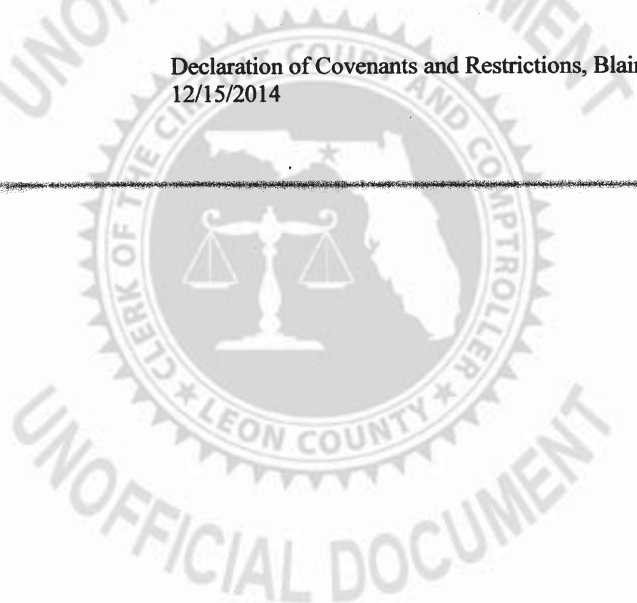 UNOFFICIAL DOCUMENT
Declaration of Covenants and Restrictions, Blair
12/15/2014
CLERK OF THE CIRCUIT COURT AND COMPTROLLER
LEON COUNTY
UNOFFICIAL DOCUMENT